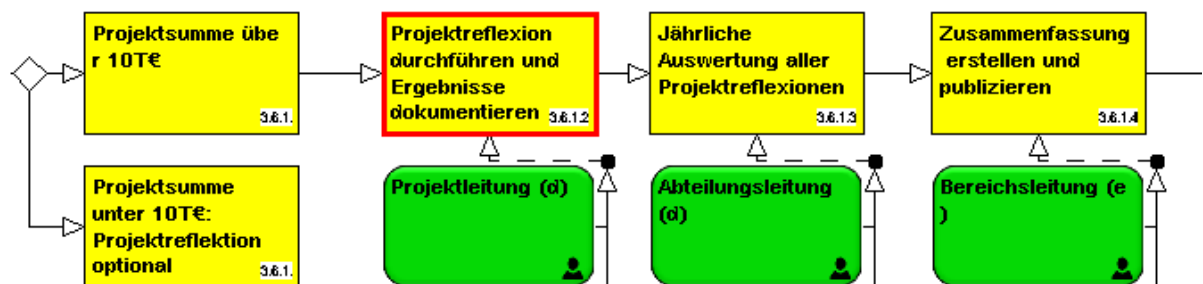 Projektsumme übe
r 10T€
3.6.1.
Projektreflexion
durchführen und
Ergebnisse
dokumentieren
3.6.1.2
Jährliche
Auswertung aller
Projektreflexionen
3.6.1.3
Zusammenfassung
erstellen und
publizieren
3.6.1.4
Projektsumme
unter 10T€:
Projektreflektion
optional
3.6.1.
Projektleitung (d)
Abteilungsleitung
(d)
Bereichsleitung (e
)